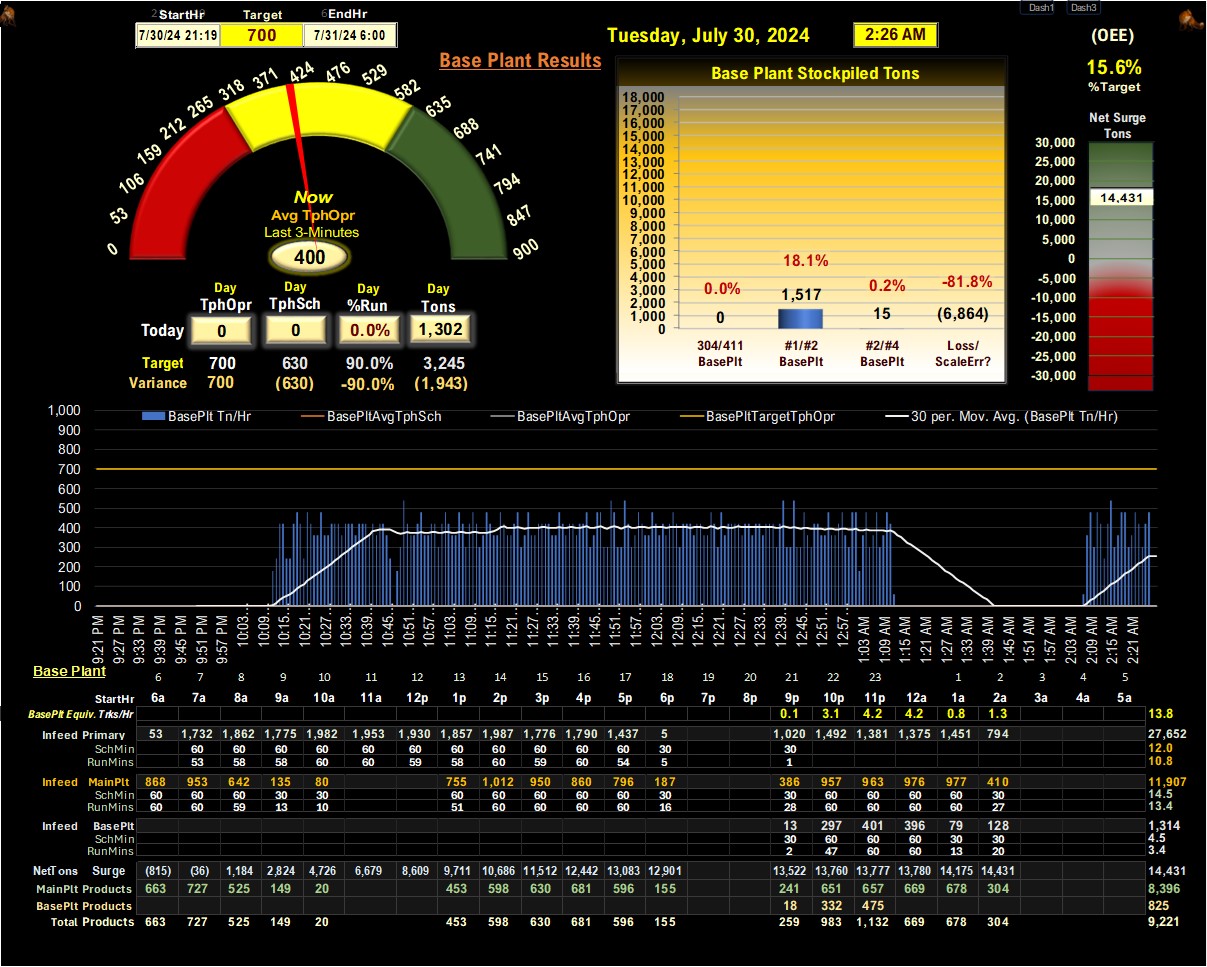 Dash1 Dash3
StartHr Target EndHr
7/30/24 21:19 700 7/31/24 6:00
Tuesday, July 30, 2024 2:26 AM
(OEE)
15.6%
%Target
Base Plant Results
Net Surge
Tons
30,000
25,000
20,000
15,000
10,000
5,000
0
-5,000
-10,000
-15,000
-20,000
-25,000
-30,000
14,431
0 53 106 159 212 265 318 371 424 476 529 582 635 688 741 794 847 900
Now
Avg TphOpr
Last 3-Minutes
400
Base Plant Stockpiled Tons
18,000
17,000
16,000
15,000
14,000
13,000
12,000
11,000
10,000
9,000
8,000
7,000
6,000
5,000
4,000
3,000
2,000
1,000
0
0.0% 18.1% 0.2% -81.8%
0 1,517 15 (6,864)
304/411 #1/#2 #2/#4 Loss/
BasePlt BasePlt BasePlt ScaleErr?
Day Day Day Day
TphOpr TphSch %Run Tons
Today 0 0 0.0% 1,302
Target 700 630 90.0% 3,245
Variance 700 (630) -90.0% (1,943)
BasePlt Tn/Hr BasePltAvgTphSch BasePltAvgTphOpr BasePltTargetTphOpr 30 per. Mov. Avg. (BasePlt Tn/Hr)
1,000
900
800
700
600
500
400
300
200
100
0
9:21 PM 9:27 PM 9:33 PM 9:39 PM 9:45 PM 9:51 PM 9:57 PM 10:03... 10:09... 10:15... 10:21... 10:27... 10:33... 10:39... 10:45... 10:51... 10:57... 11:03... 11:09... 11:15... 11:21... 11:27... 11:33... 11:39... 11:45... 11:51... 11:57... 12:03... 12:09... 12:15... 12:21... 12:27... 12:33... 12:39... 12:45... 12:51... 12:57... 1:03 AM 1:09 AM 1:15 AM 1:21 AM 1:27 AM 1:33 AM 1:39 AM 1:45 AM 1:51 AM 1:57 AM 2:03 AM 2:09 AM 2:15 AM 2:21 AM
Base Plant
6 7 8 9 10 11 12 13 14 15 16 17 18 19 20 21 22 23 1 2 3 4 5
StartHr 6a 7a 8a 9a 10a 11a 12p 1p 2p 3p 4p 5p 6p 7p 8p 9p 10p 11p 12a 1a 2a 3a 4a 5a
BasePlt Equiv. Trks/Hr 0.1 3.1 4.2 4.2 0.8 1.3 13.8
Infeed Primary 53 1,732 1,862 1,775 1,982 1,953 1,930 1,857 1,987 1,776 1,790 1,437 5 1,020 1,492 1,381 1,375 1,451 794 27,652
SchMin 60 60 60 60 60 60 60 60 60 60 60 30 30 12.0
RunMins 53 58 58 60 60 59 58 60 59 60 54 5 1 10.8
Infeed MainPlt 868 953 642 135 80 755 1,012 950 860 796 187 386 957 963 976 977 410 11,907
SchMin 60 60 60 30 30 60 60 60 60 60 30 30 60 60 60 60 30 14.5
RunMins 60 60 59 13 10 51 60 60 60 60 16 28 60 60 60 60 27 13.4
Infeed BasePlt 13 297 401 396 79 128 1,314
SchMin 30 60 60 60 30 30 4.5
RunMins 2 47 60 60 13 20 3.4
NetTons Surge (815) (36) 1,184 2,824 4,726 6,679 8,609 9,711 10,686 11,512 12,442 13,083 12,901 13,522 13,760 13,777 13,780 14,175 14,431 14,431
MainPlt Products 663 727 525 149 20 453 598 630 681 596 155 241 651 657 669 678 304 8,396
BasePlt Products 18 332 475 825
Total Products 663 727 525 149 20 453 598 630 681 596 155 259 983 1,132 669 678 304 9,221